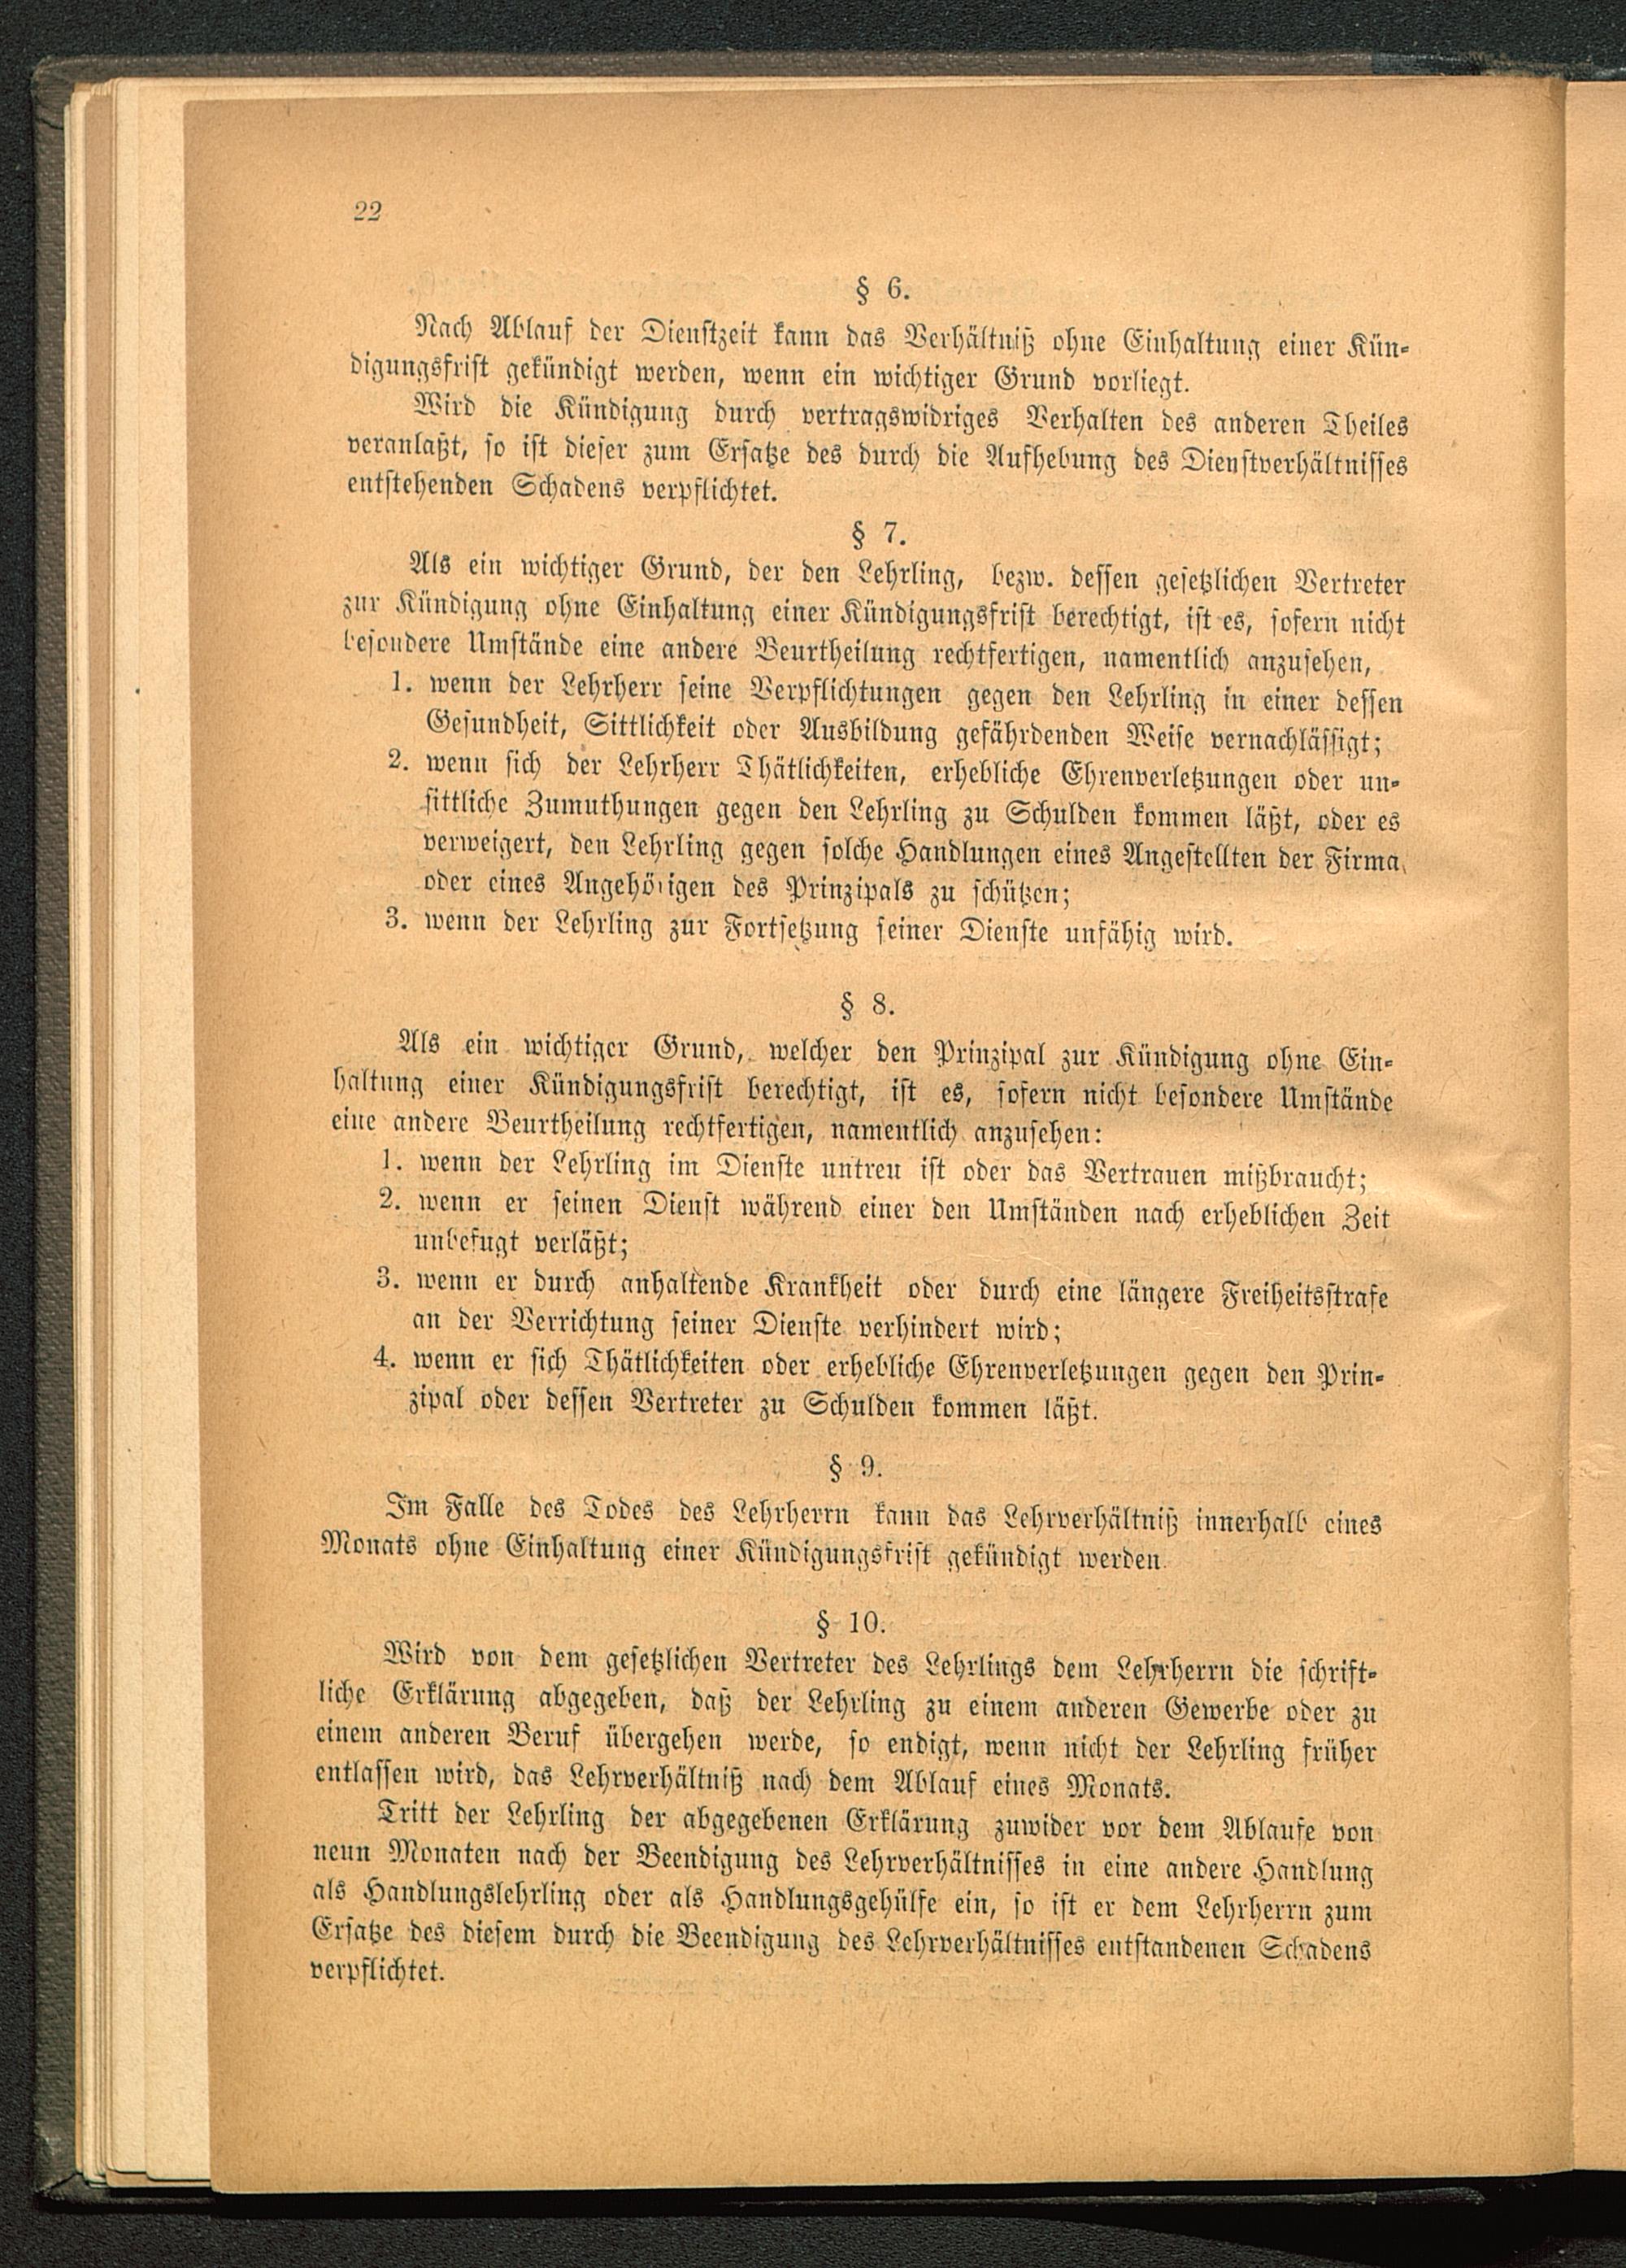 22
§ 6.
Nach Ablauf der Dienstzeit kann das Verhältniß ohne Einhaltung einer Kün-
digungsfrist gekündigt werden, wenn ein wichtiger Grund vorliegt.
Wird die Kündigung durch vertragswidriges Verhalten des anderen Theiles
veranlaßt, so ist dieser zum Ersatze des durch die Aufhebung des Dienstverhältnisses
entstehenden Schadens verpflichtet.
§ 7.
Als ein wichtiger Grund, der den Lehrling, bezw. dessen gesetzlichen Vertreter
zur Kündigung ohne Einhaltung einer Kündigungsfrist berechtigt, ist es, sofern nicht
besondere Umstände eine andere Beurtheilung rechtfertigen, namentlich anzusehen,
1. wenn der Lehrherr seine Verpflichtungen gegen den Lehrling in einer dessen
Gesundheit, Sittlichkeit oder Ausbildung gefährdenden Weise vernachlässigt;
2. wenn sich der Lehrherr Thätlichkeiten, erhebliche Ehrenverletzungen oder un-
sittliche Zumuthungen gegen den Lehrling zu Schulden kommen läßt, oder es
verweigert, den Lehrling gegen solche Handlungen eines Angestellten der Firma
oder eines Angehörigen des Prinzipals zu schützen;
3. wenn der Lehrling zur Fortsetzung seiner Dienste unfähig wird.
§ 8.
Als ein wichtiger Grund, welcher den Prinzipal zur Kündigung ohne Ein-
haltung einer Kündigungsfrist berechtigt, ist es, sofern nicht besondere Umstände
eine andere Beurtheilung rechtfertigen, namentlich anzusehen:
1. wenn der Lehrling im Dienste untreu ist oder das Vertrauen mißbraucht;
2. wenn er seinen Dienst während einer den Umständen nach erheblichen Zeit
unbefugt verläßt;
3. wenn er durch anhaltende Krankheit oder durch eine längere Freiheitsstrafe
an der Verrichtung seiner Dienste verhindert wird;
4. wenn er sich Thätlichkeiten oder erhebliche Ehrenverletzungen gegen den Prin-
zipal oder dessen Vertreter zu Schulden kommen läßt.
§ 9.
Im Falle des Todes des Lehrherrn kann das Lehrverhältniß innerhalb eines
Monats ohne Einhaltung einer Kündigungsfrist gekündigt werden
§ 10.
Wird von dem gesetzlichen Vertreter des Lehrlings dem Lehrherrn die schrift-
liche Erklärung abgegeben, daß der Lehrling zu einem anderen Gewerbe oder zu
einem anderen Beruf übergehen werde, so endigt, wenn nicht der Lehrling früher
entlassen wird, das Lehrverhältniß nach dem Ablauf eines Monats.
Tritt der Lehrling der abgegebenen Erklärung zuwider vor dem Ablaufe von
neun Monaten nach der Beendigung des Lehrverhältnisses in eine andere Handlung
als Handlungslehrling oder als Handlungsgehülfe ein, so ist er dem Lehrherrn zum
Ersatze des diesem durch die Beendigung des Lehrverhältnisses entstandenen Schadens
verpflichtet.